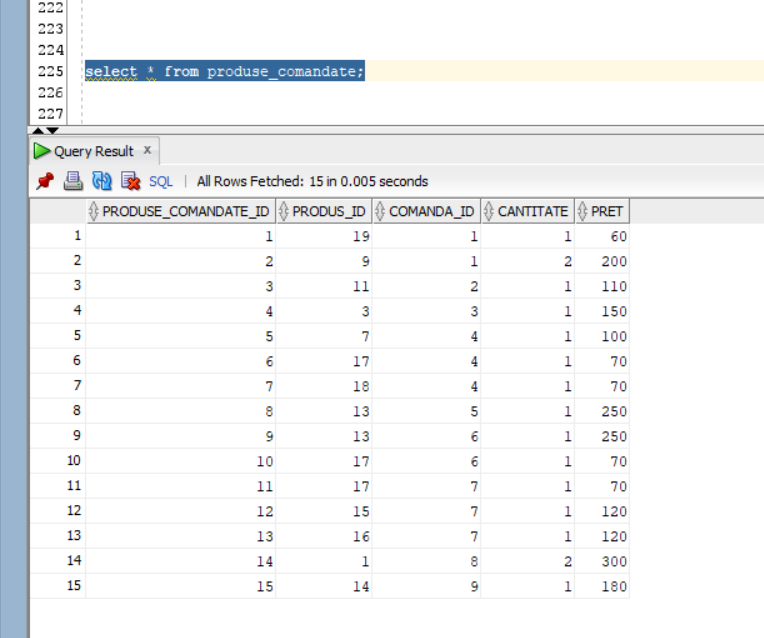 222
223
224
225 select * from produse_comandate;
226
227
Query Result x
SQL | All Rows Fetched: 15 in 0.005 seconds
PRODUSE_COMANDATE_ID PRODUS_ID COMANDA_ID CANTITATE PRET
1 1 19 1 1 60
2 2 9 1 2 200
3 3 11 2 1 110
4 4 3 3 1 150
5 5 7 4 1 100
6 6 17 4 1 70
7 7 18 4 1 70
8 8 13 5 1 250
9 9 13 6 1 250
10 10 17 6 1 70
11 11 17 7 1 70
12 12 15 7 1 120
13 13 16 7 1 120
14 14 1 8 2 300
15 15 14 9 1 180